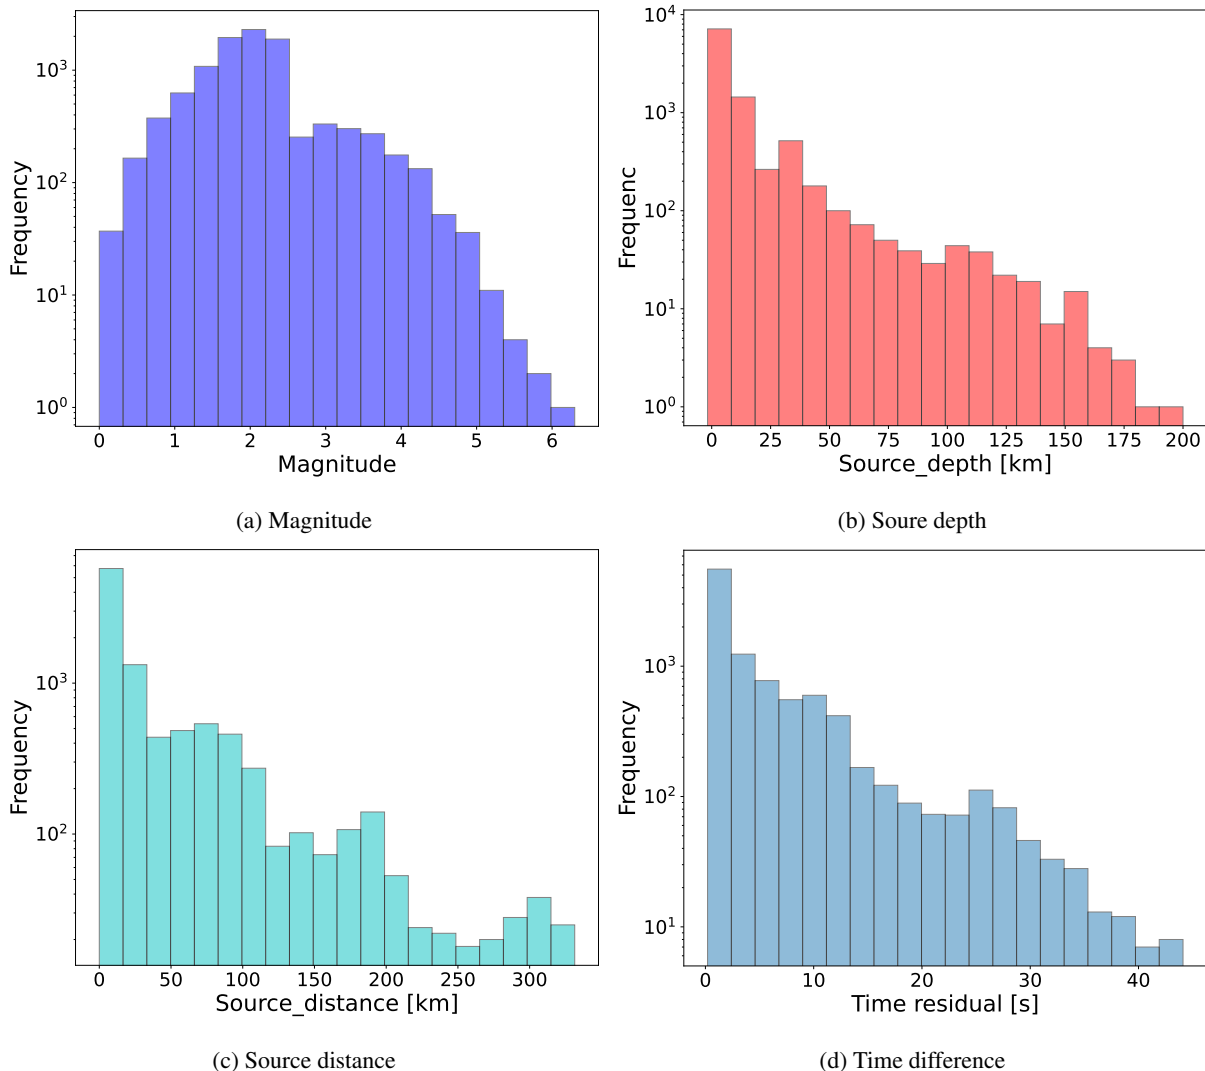 10^3
10^2
10^1
10^0
Frequency
0 1 2 3 4 5 6
Magnitude
(a) Magnitude
10^4
10^3
10^2
10^1
10^0
Frequenc
0 25 50 75 100 125 150 175 200
Source_depth [km]
(b) Soure depth
10^3
10^2
Frequency
0 50 100 150 200 250 300
Source_distance [km]
(c) Source distance
10^3
10^2
10^1
Frequency
0 10 20 30 40
Time residual [s]
(d) Time difference